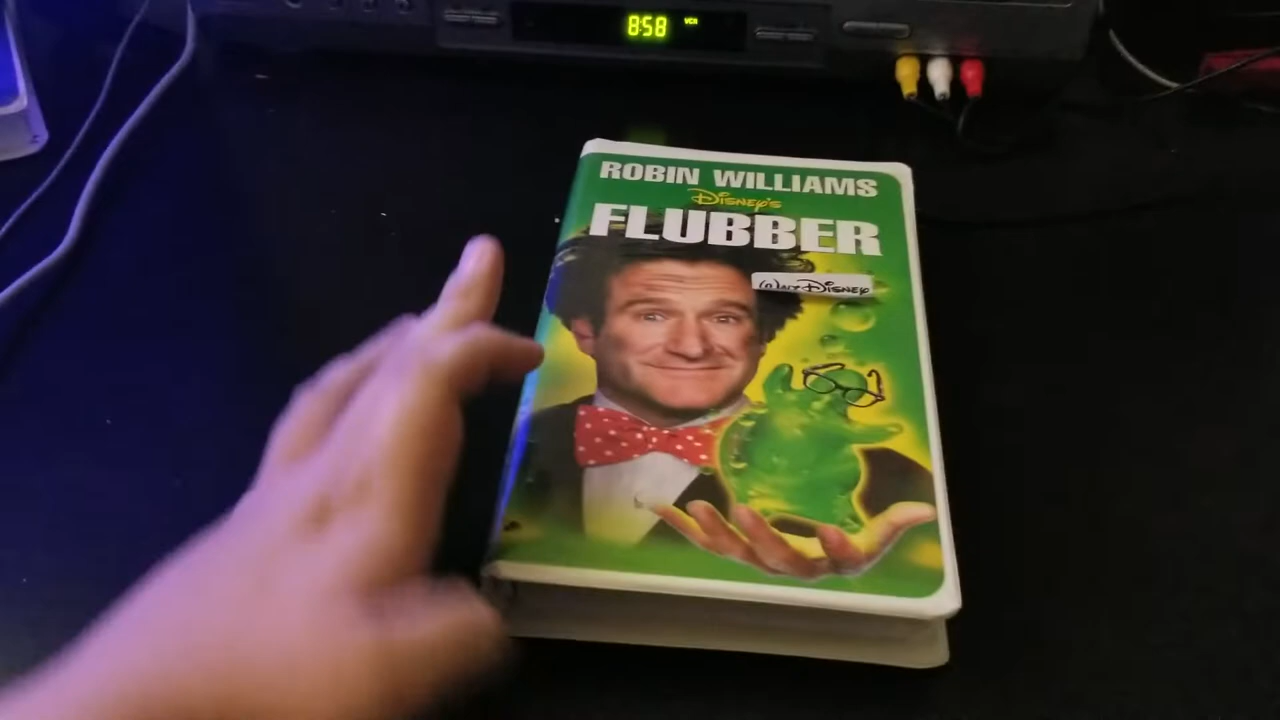 8:58 VCR
ROBIN WILLIAMS
DISNEY'S
FLUBBER
WALT DISNEY